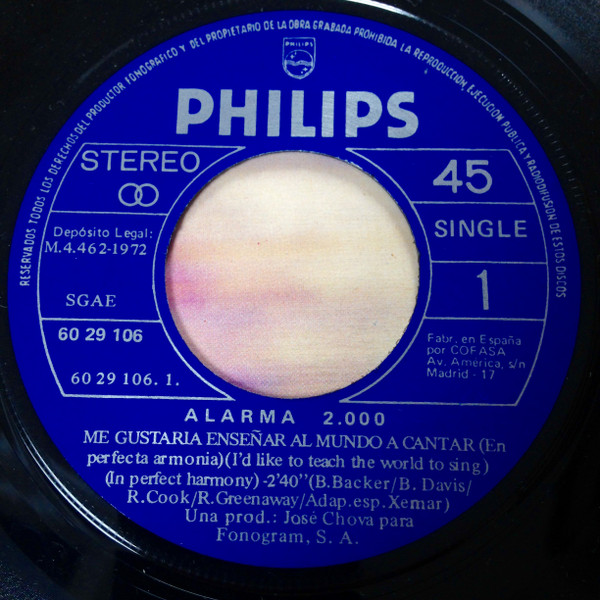 RESERVADOS TODOS LOS DERECHOS DEL PRODUCTOR FONOGRAFICO Y DEL PROPIETARIO DE LA OBRA GRABADA PROHIBIDA LA REPRODUCCION, EJECUCION PUBLICA Y RADIODIFUSION DE ESTOS DISCOS
PHILIPS
PHILIPS
STEREO
45
Depósito Legal:
M.4.462-1972
SINGLE
SGAE
1
60 29 106
60 29 106. 1.
Fabr. en España
por COFASA
Av. América, s/n
Madrid - 17
ALARMA 2.000
ME GUSTARIA ENSEÑAR AL MUNDO A CANTAR (En
perfecta armonia)(I'd like to teach the world to sing)
(In perfect harmony) -2'40" (B.Backer/B. Davis/
R.Cook/R.Greenaway/Adap.esp.Xemar)
Una prod.: José Chova para
Fonogram, S. A.